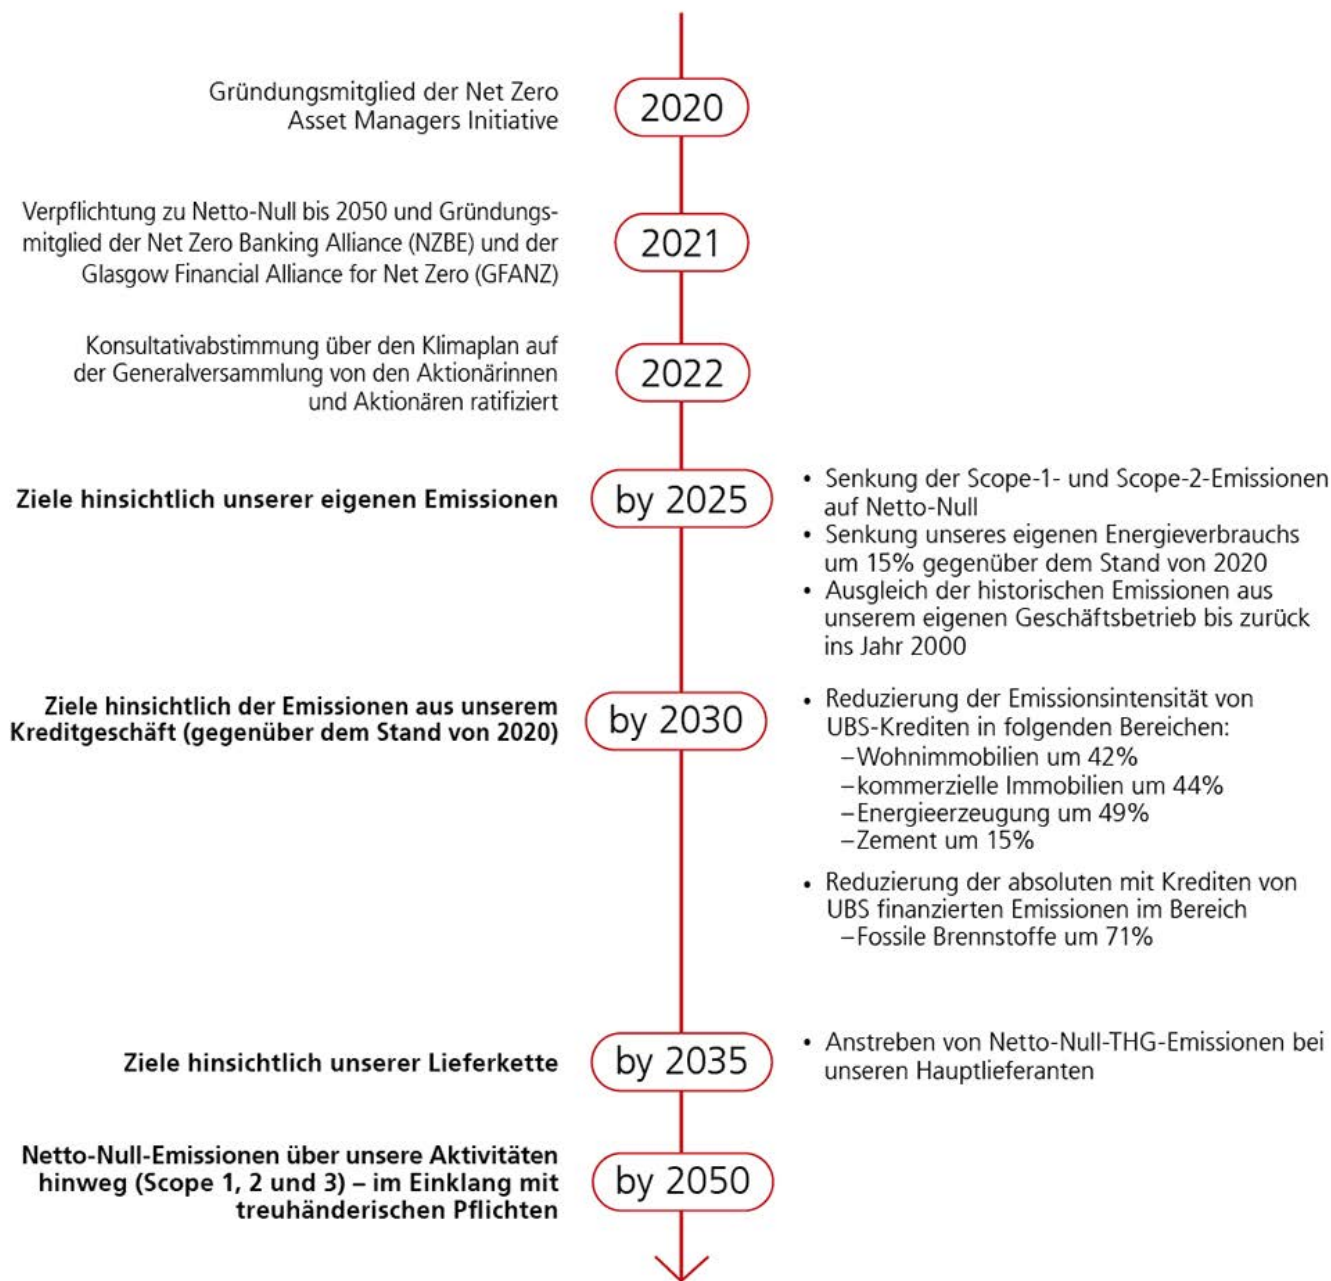 Gründungsmitglied der Net Zero
Asset Managers Initiative
2020
Verpflichtung zu Netto-Null bis 2050 und Gründungs-
mitglied der Net Zero Banking Alliance (NZBE) und der
Glasgow Financial Alliance for Net Zero (GFANZ)
2021
Konsultativabstimmung über den Klimaplan auf
der Generalversammlung von den Aktionärinnen
und Aktionären ratifiziert
2022
Ziele hinsichtlich unserer eigenen Emissionen
by 2025
• Senkung der Scope-1- und Scope-2-Emissionen
auf Netto-Null
• Senkung unseres eigenen Energieverbrauchs
um 15% gegenüber dem Stand von 2020
• Ausgleich der historischen Emissionen aus
unserem eigenen Geschäftsbetrieb bis zurück
ins Jahr 2000
Ziele hinsichtlich der Emissionen aus unserem
Kreditgeschäft (gegenüber dem Stand von 2020)
by 2030
• Reduzierung der Emissionsintensität von
UBS-Krediten in folgenden Bereichen:
–Wohnimmobilien um 42%
–kommerzielle Immobilien um 44%
–Energieerzeugung um 49%
–Zement um 15%
• Reduzierung der absoluten mit Krediten von
UBS finanzierten Emissionen im Bereich
–Fossile Brennstoffe um 71%
Ziele hinsichtlich unserer Lieferkette
by 2035
• Anstreben von Netto-Null-THG-Emissionen bei
unseren Hauptlieferanten
Netto-Null-Emissionen über unsere Aktivitäten
hinweg (Scope 1, 2 und 3) – im Einklang mit
treuhänderischen Pflichten
by 2050